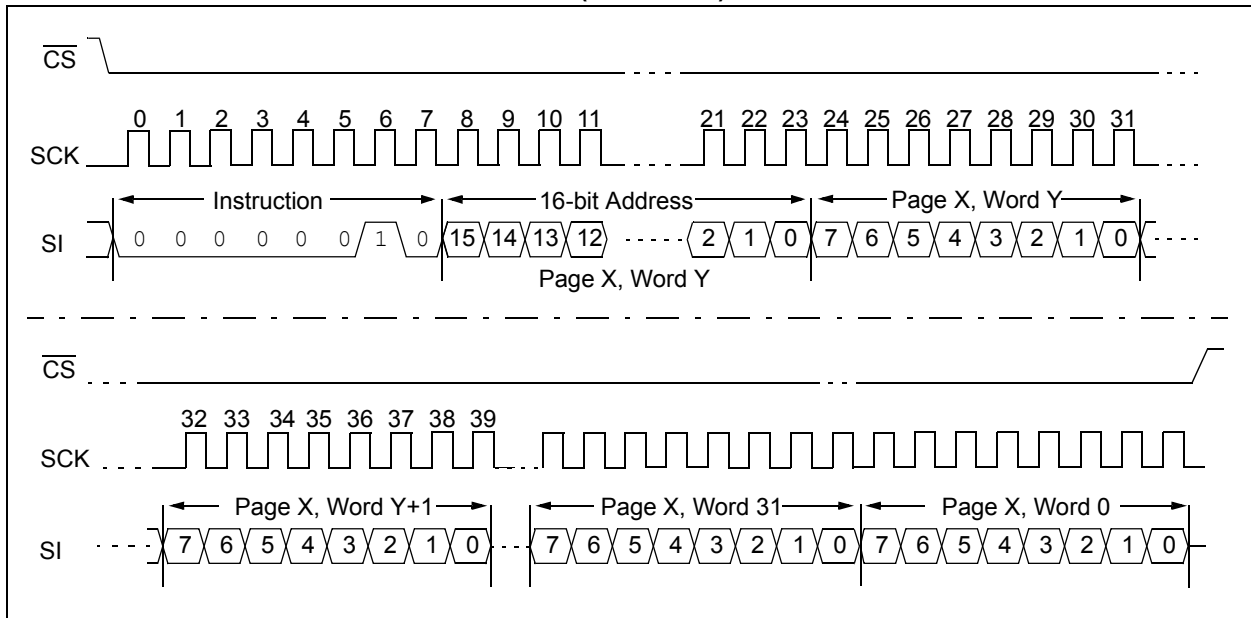 CS
0 1 2 3 4 5 6 7 8 9 10 11 21 22 23 24 25 26 27 28 29 30 31
SCK
Instruction 16-bit Address Page X, Word Y
SI 0 0 0 0 0 0 1 0 15 14 13 12 2 1 0 7 6 5 4 3 2 1 0
Page X, Word Y
CS
32 33 34 35 36 37 38 39
SCK
Page X, Word Y+1 Page X, Word 31 Page X, Word 0
SI 7 6 5 4 3 2 1 0 7 6 5 4 3 2 1 0 7 6 5 4 3 2 1 0